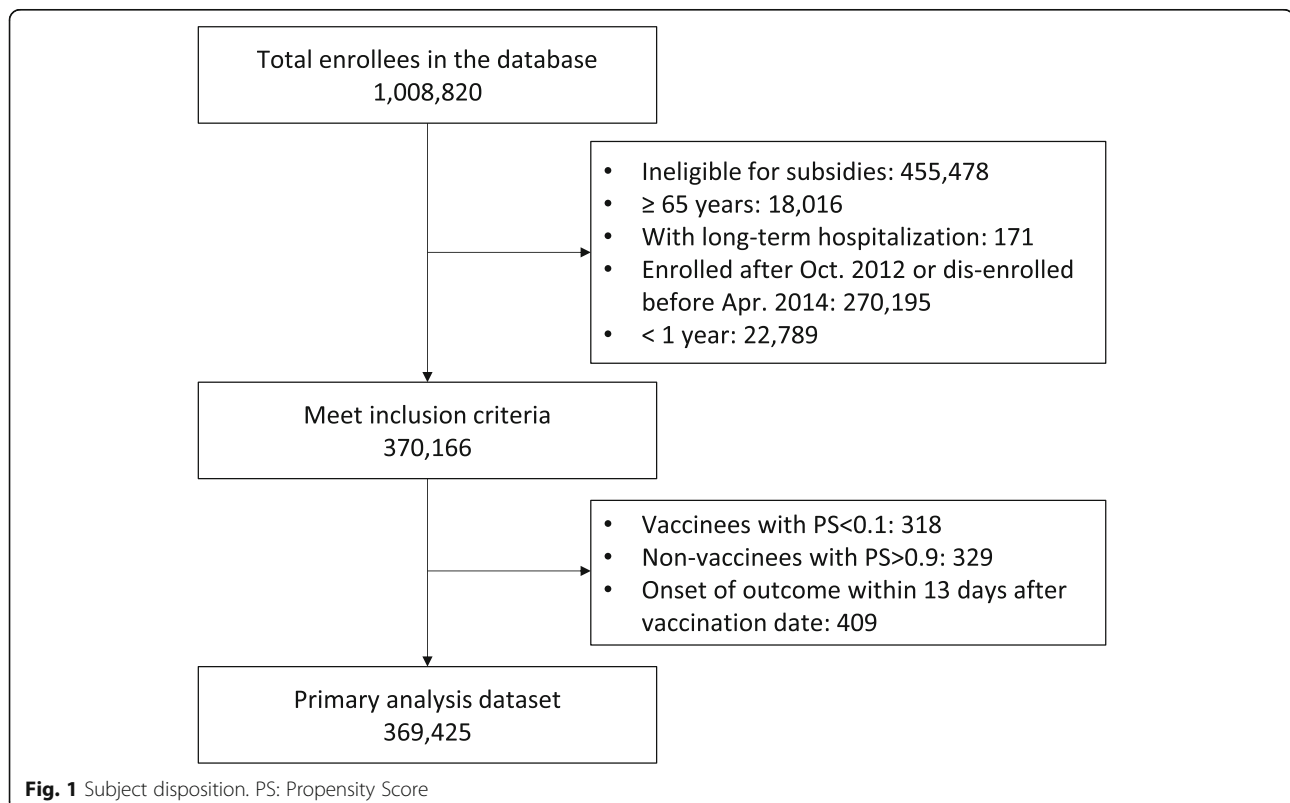 Total enrollees in the database
1,008,820
• Ineligible for subsidies: 455,478
• ≥ 65 years: 18,016
• With long-term hospitalization: 171
• Enrolled after Oct. 2012 or dis-enrolled
before Apr. 2014: 270,195
• < 1 year: 22,789
Meet inclusion criteria
370,166
• Vaccinees with PS<0.1: 318
• Non-vaccinees with PS>0.9: 329
• Onset of outcome within 13 days after
vaccination date: 409
Primary analysis dataset
369,425
Fig. 1 Subject disposition. PS: Propensity Score